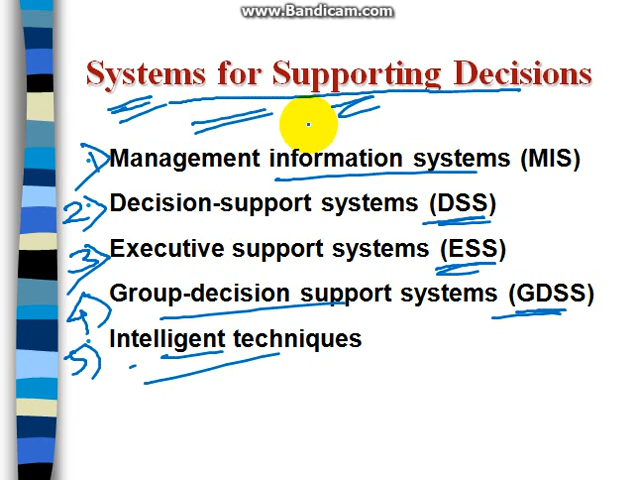 www.Bandicam.com
Systems for Supporting Decisions
1) Management information systems (MIS)
2) Decision-support systems (DSS)
3) Executive support systems (ESS)
4) Group-decision support systems (GDSS)
5) Intelligent techniques